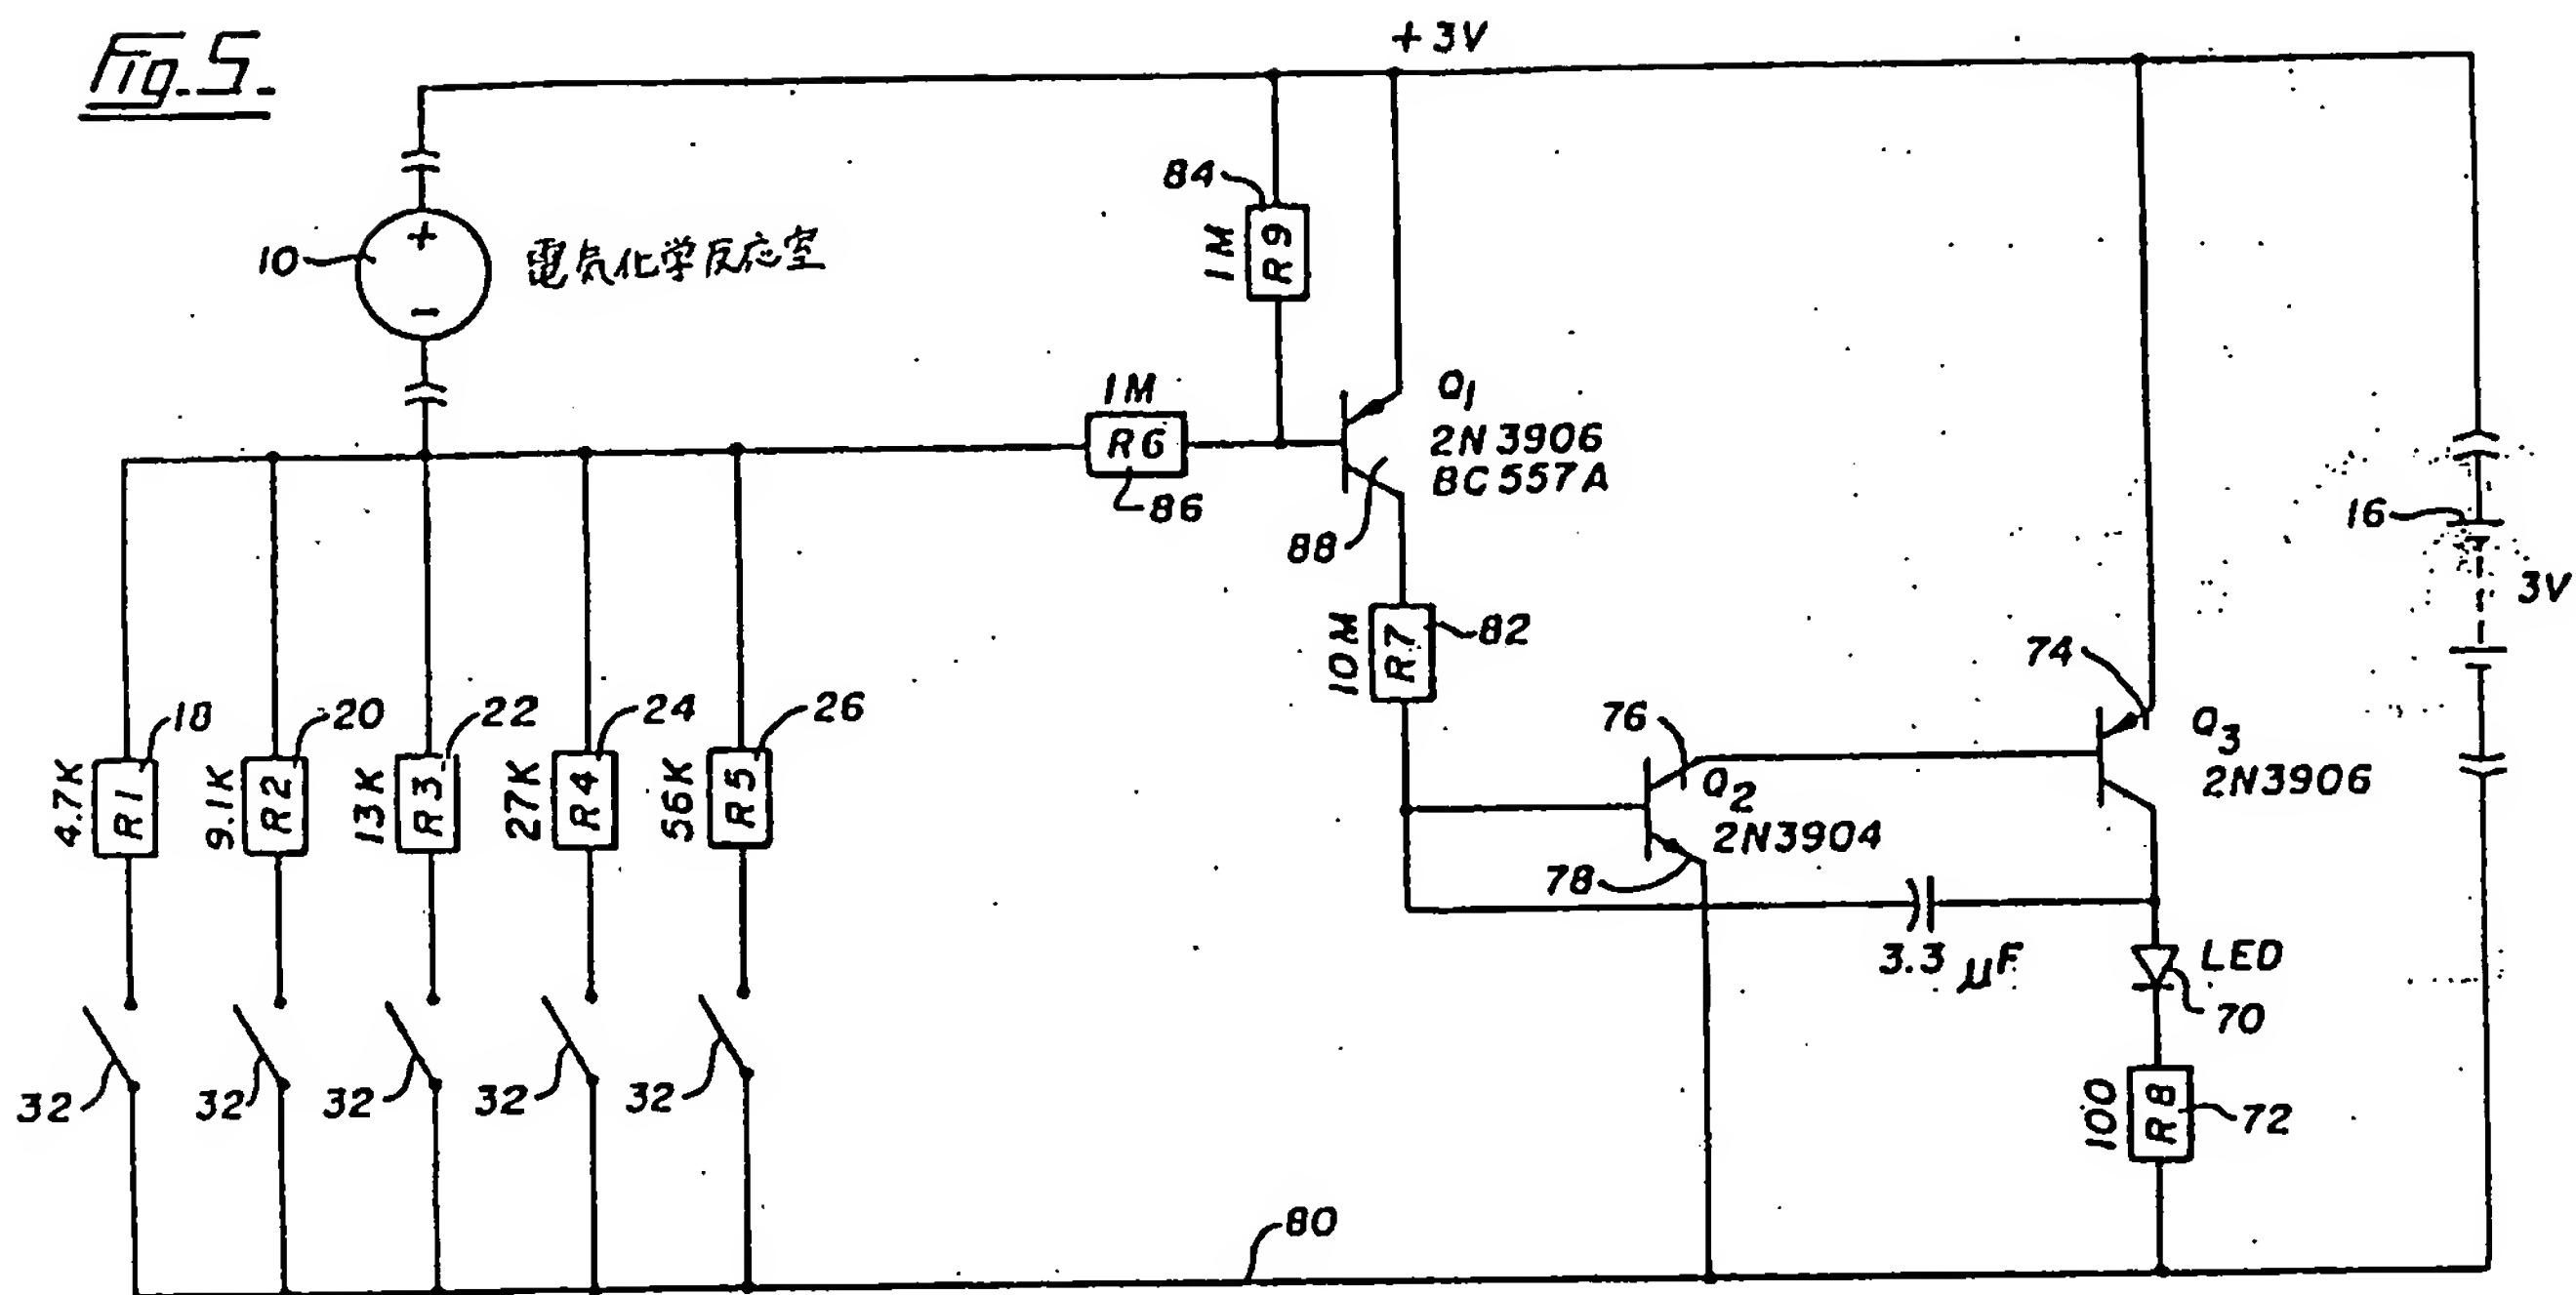 Fig. 5.
+3V
10
+
電気化学反応室
−
84
1M
R9
1M
R6
86
Q1
2N3906
BC557A
88
10M
R7
82
16
3V
74
Q3
2N3906
76
Q2
2N3904
78
18
4.7K
R1
20
9.1K
R2
22
13K
R3
24
27K
R4
26
56K
R5
3.3 μF
LED
70
100
R8
72
32
32
32
32
32
80